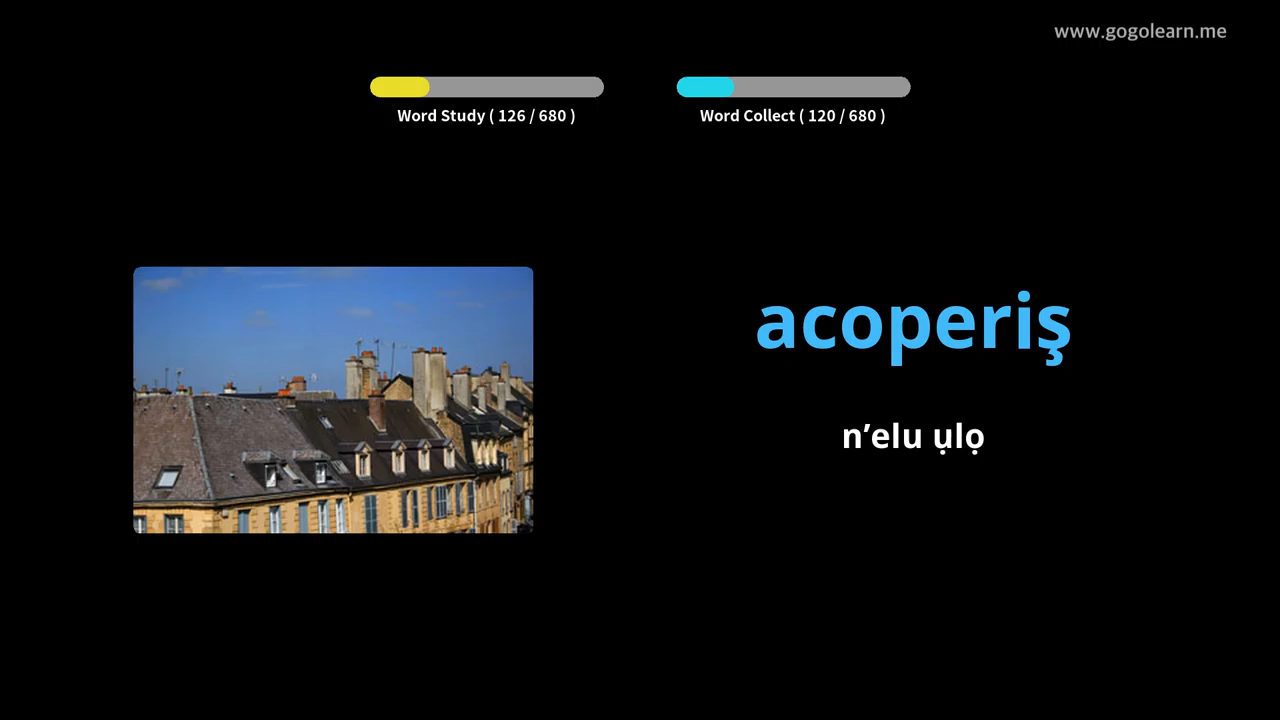 www.gogolearn.me
Word Study ( 126 / 680 )
Word Collect ( 120 / 680 )
acoperiş
n’elu ụlọ